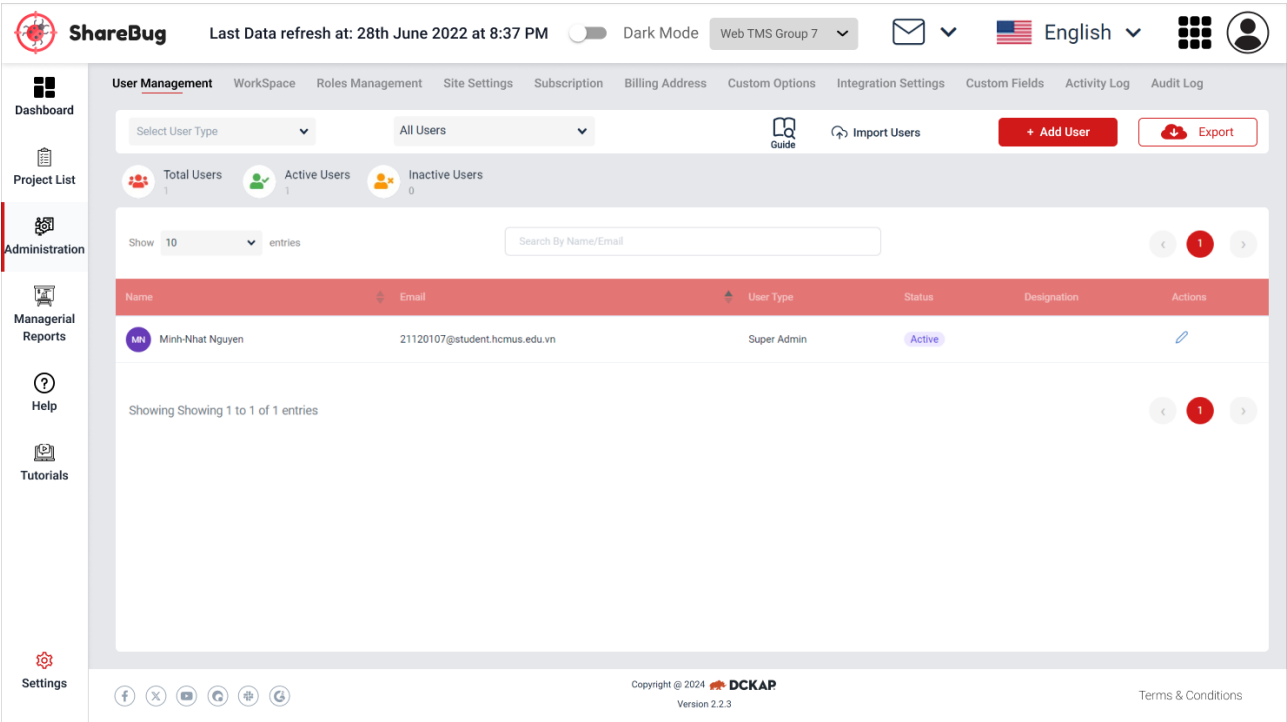 ShareBug
Last Data refresh at: 28th June 2022 at 8:37 PM
Dark Mode
Web TMS Group 7
English
Dashboard
Project List
Administration
Managerial
Reports
Help
Tutorials
Settings
User Management WorkSpace Roles Management Site Settings Subscription Billing Address Custom Options Integration Settings Custom Fields Activity Log Audit Log
Select User Type
All Users
Guide
Import Users
+ Add User
Export
Total Users
1
Active Users
1
Inactive Users
0
Show 10 entries
Search By Name/Email
‹ 1 ›
Name Email User Type Status Designation Actions
MN Minh-Nhat Nguyen 21120107@student.hcmus.edu.vn Super Admin Active
Showing Showing 1 to 1 of 1 entries
‹ 1 ›
Copyright @ 2024 DCKAP
Version 2.2.3
Terms & Conditions